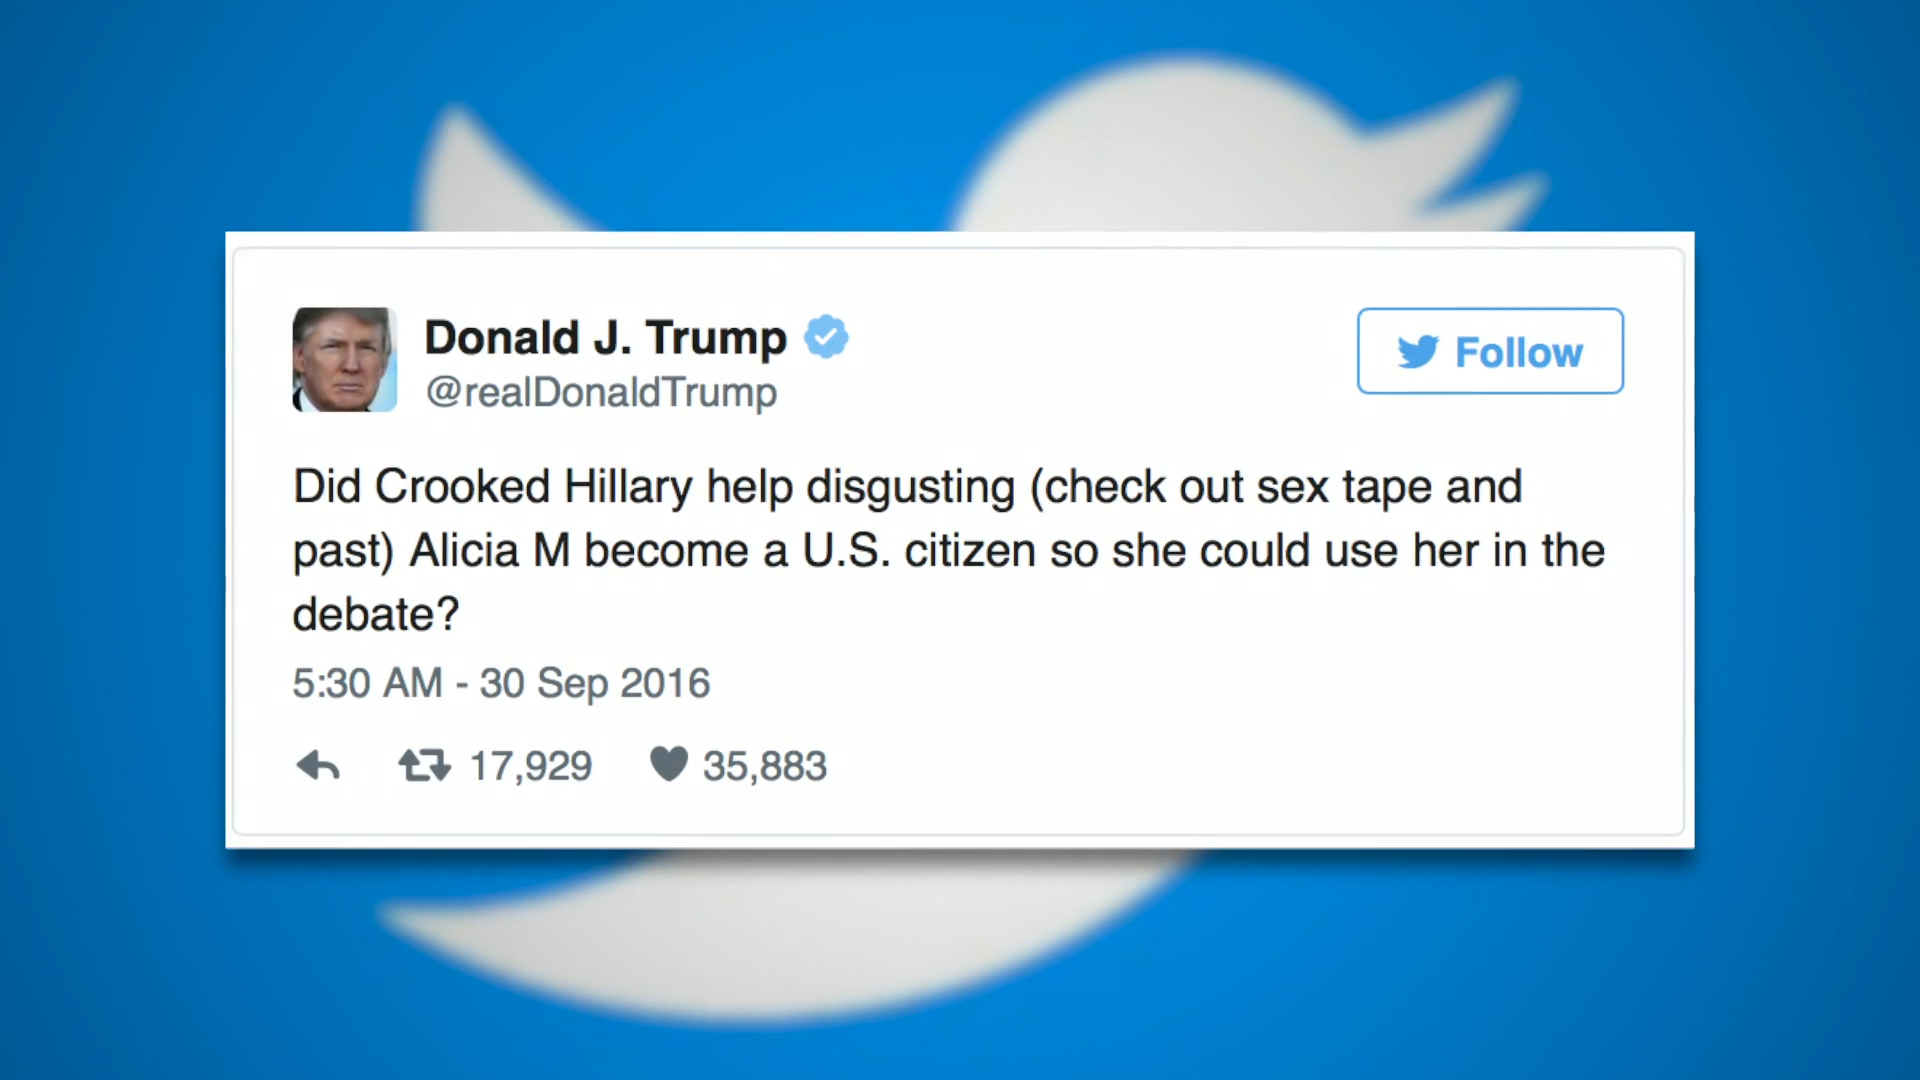 Donald J. Trump
@realDonaldTrump
Follow
Did Crooked Hillary help disgusting (check out sex tape and
past) Alicia M become a U.S. citizen so she could use her in the
debate?
5:30 AM - 30 Sep 2016
17,929 35,883